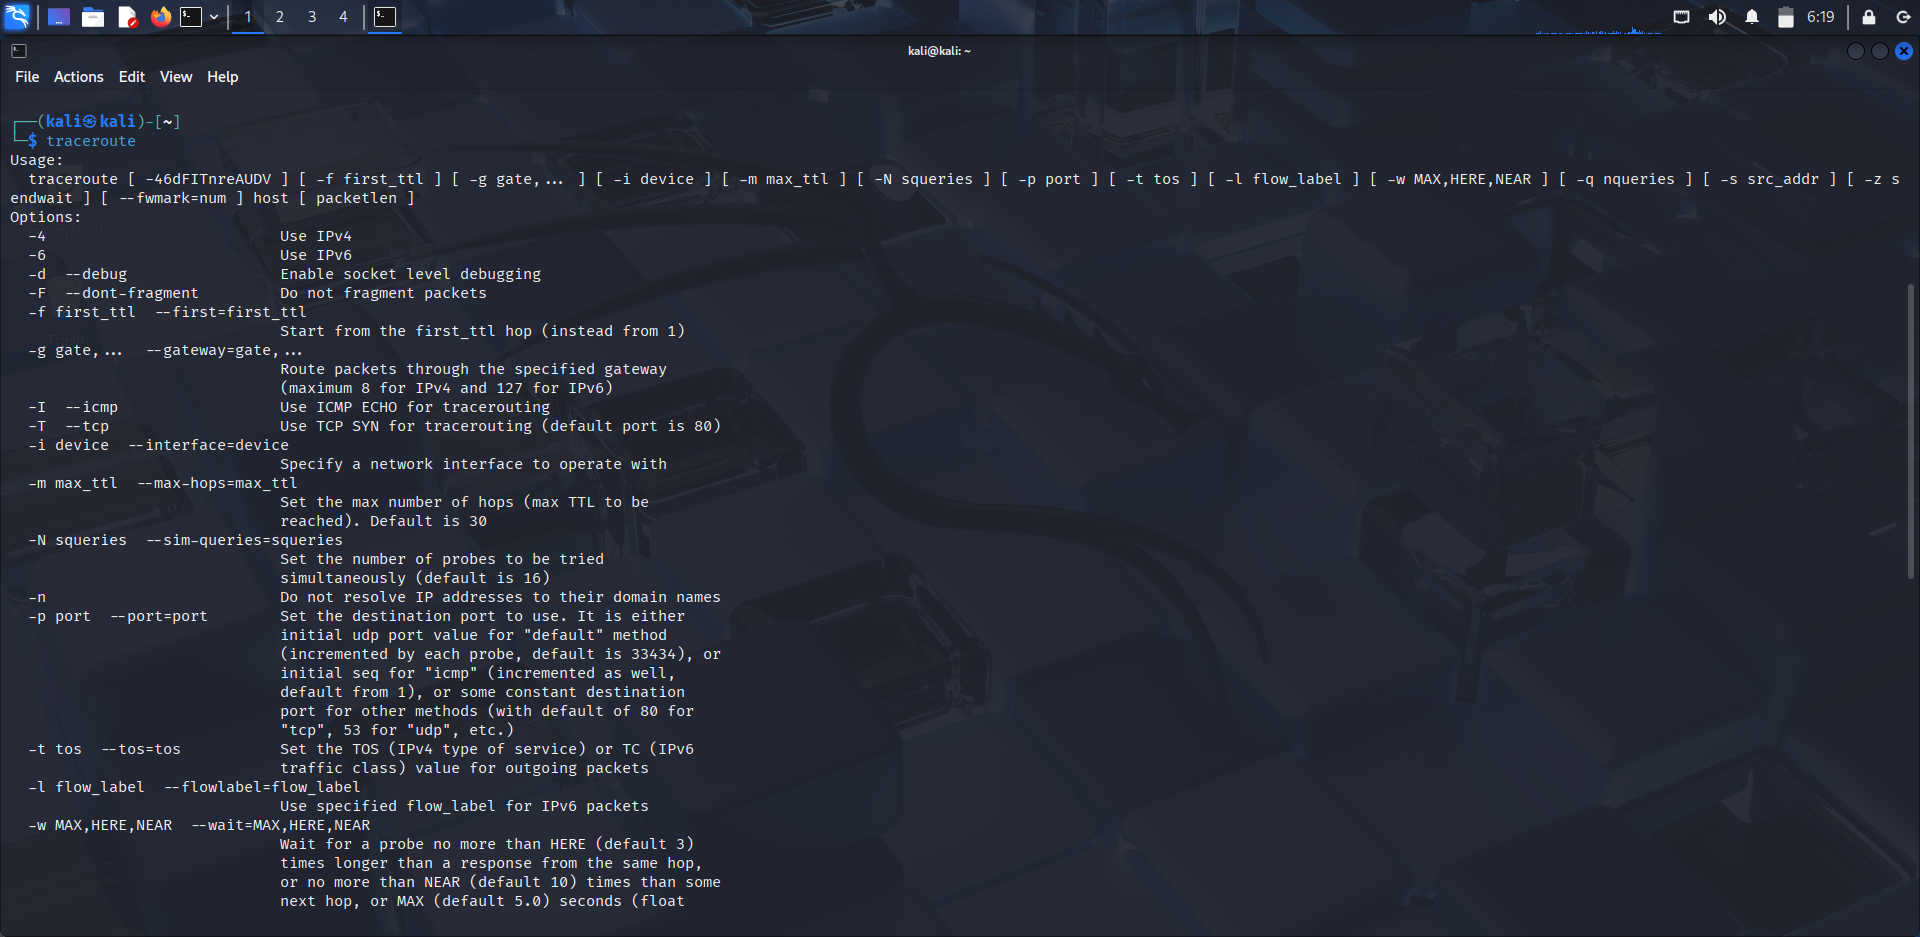 1 2 3 4 6:19
kali@kali: ~
File Actions Edit View Help
┌──(kali㉿kali)-[~]
└─$ traceroute
Usage:
  traceroute [ -46dFITnreAUDV ] [ -f first_ttl ] [ -g gate,... ] [ -i device ] [ -m max_ttl ] [ -N squeries ] [ -p port ] [ -t tos ] [ -l flow_label ] [ -w MAX,HERE,NEAR ] [ -q nqueries ] [ -s src_addr ] [ -z s
endwait ] [ --fwmark=num ] host [ packetlen ]
Options:
  -4                          Use IPv4
  -6                          Use IPv6
  -d  --debug                 Enable socket level debugging
  -F  --dont-fragment         Do not fragment packets
  -f first_ttl  --first=first_ttl
                              Start from the first_ttl hop (instead from 1)
  -g gate,...  --gateway=gate,...
                              Route packets through the specified gateway
                              (maximum 8 for IPv4 and 127 for IPv6)
  -I  --icmp                  Use ICMP ECHO for tracerouting
  -T  --tcp                   Use TCP SYN for tracerouting (default port is 80)
  -i device  --interface=device
                              Specify a network interface to operate with
  -m max_ttl  --max-hops=max_ttl
                              Set the max number of hops (max TTL to be
                              reached). Default is 30
  -N squeries  --sim-queries=squeries
                              Set the number of probes to be tried
                              simultaneously (default is 16)
  -n                          Do not resolve IP addresses to their domain names
  -p port  --port=port        Set the destination port to use. It is either
                              initial udp port value for "default" method
                              (incremented by each probe, default is 33434), or
                              initial seq for "icmp" (incremented as well,
                              default from 1), or some constant destination
                              port for other methods (with default of 80 for
                              "tcp", 53 for "udp", etc.)
  -t tos  --tos=tos           Set the TOS (IPv4 type of service) or TC (IPv6
                              traffic class) value for outgoing packets
  -l flow_label  --flowlabel=flow_label
                              Use specified flow_label for IPv6 packets
  -w MAX,HERE,NEAR  --wait=MAX,HERE,NEAR
                              Wait for a probe no more than HERE (default 3)
                              times longer than a response from the same hop,
                              or no more than NEAR (default 10) times than some
                              next hop, or MAX (default 5.0) seconds (float